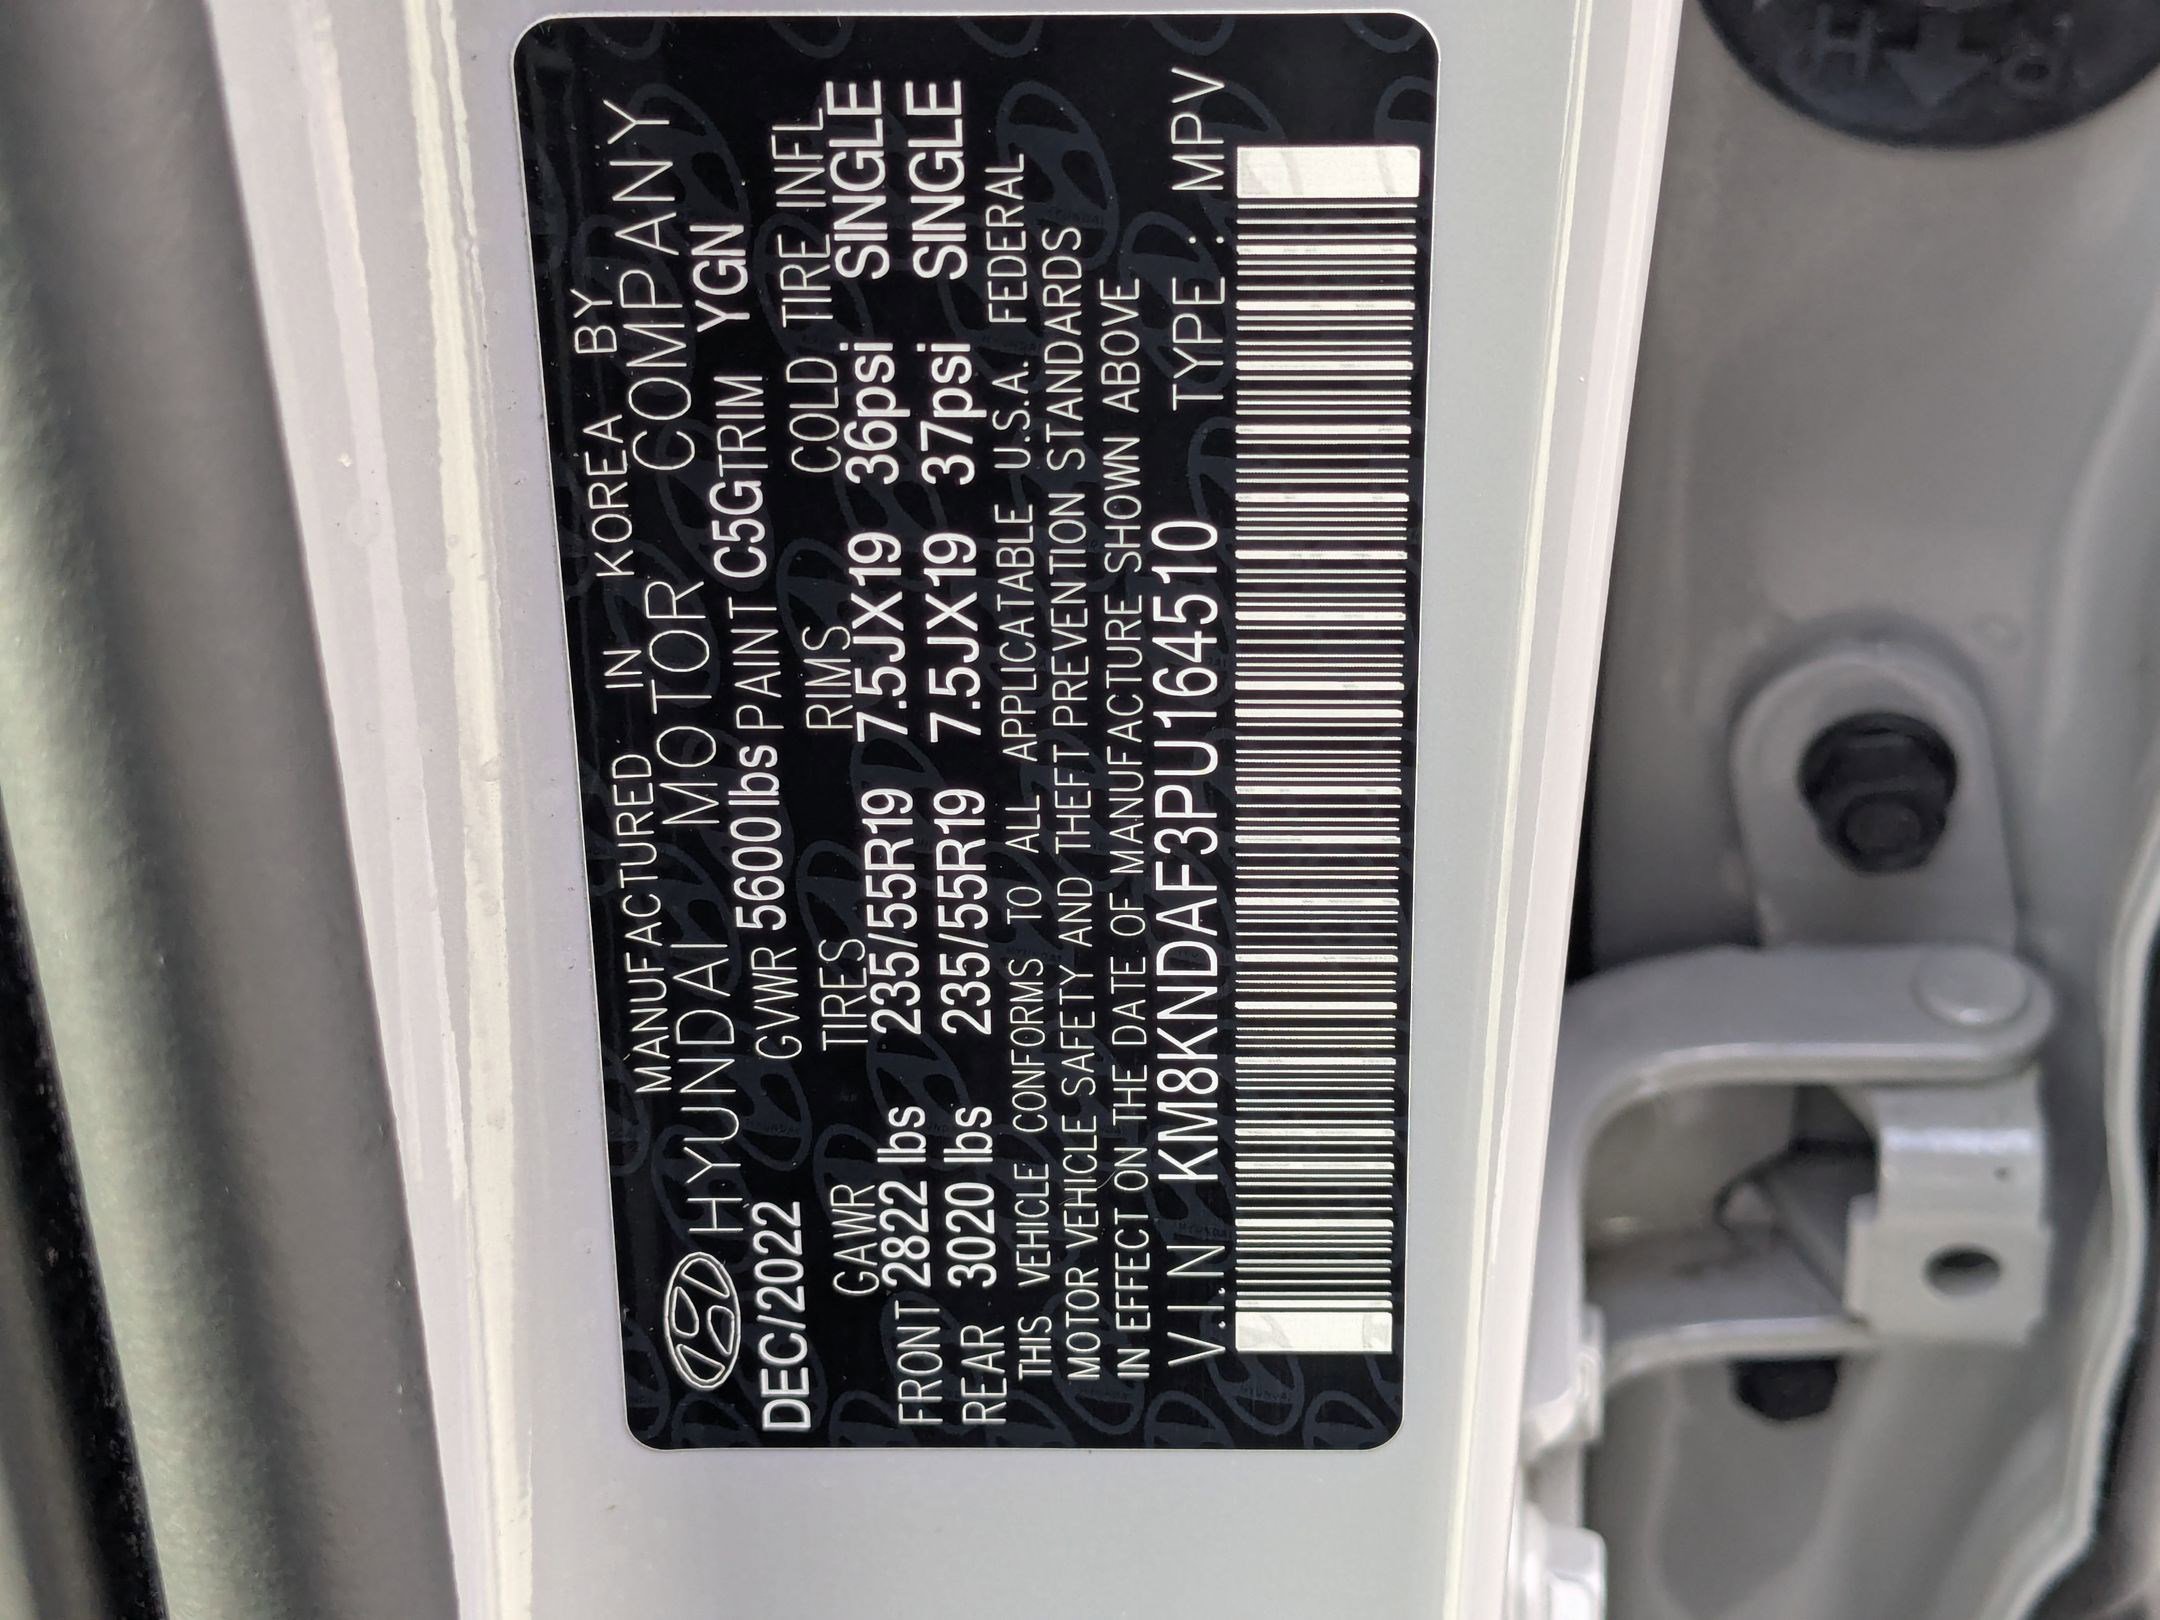 MANUFACTURED IN KOREA BY
HYUNDAI MOTOR COMPANY
DEC/2022 GVWR 5600 lbs PAINT C5G TRIM YGN
GAWR TIRES RIMS COLD TIRE INFL
FRONT 2822 lbs 235/55R19 7.5JX19 36psi SINGLE
REAR 3020 lbs 235/55R19 7.5JX19 37psi SINGLE
THIS VEHICLE CONFORMS TO ALL APPLICATABLE U.S.A. FEDERAL
MOTOR VEHICLE SAFETY AND THEFT PREVENTION STANDARDS
IN EFFECT ON THE DATE OF MANUFACTURE SHOWN ABOVE
V.I.N KM8KNDAF3PU164510 TYPE: MPV